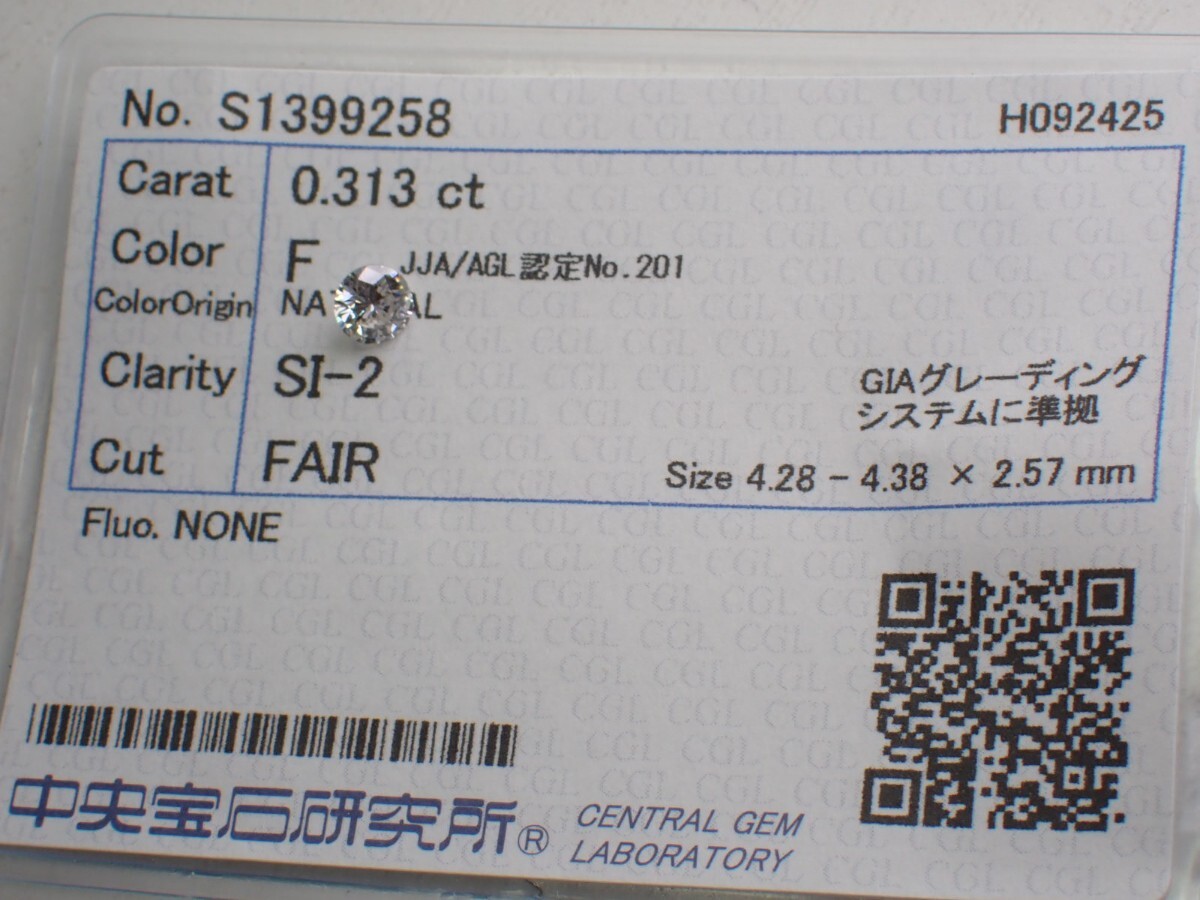 No. S1399258 H092425
Carat 0.313 ct
Color F JJA/AGL認定No.201
ColorOrigin NA AL
Clarity SI-2 GIAグレーディング
システムに準拠
Cut FAIR Size 4.28 - 4.38 × 2.57 mm
Fluo. NONE
中央宝石研究所® CENTRAL GEM
LABORATORY